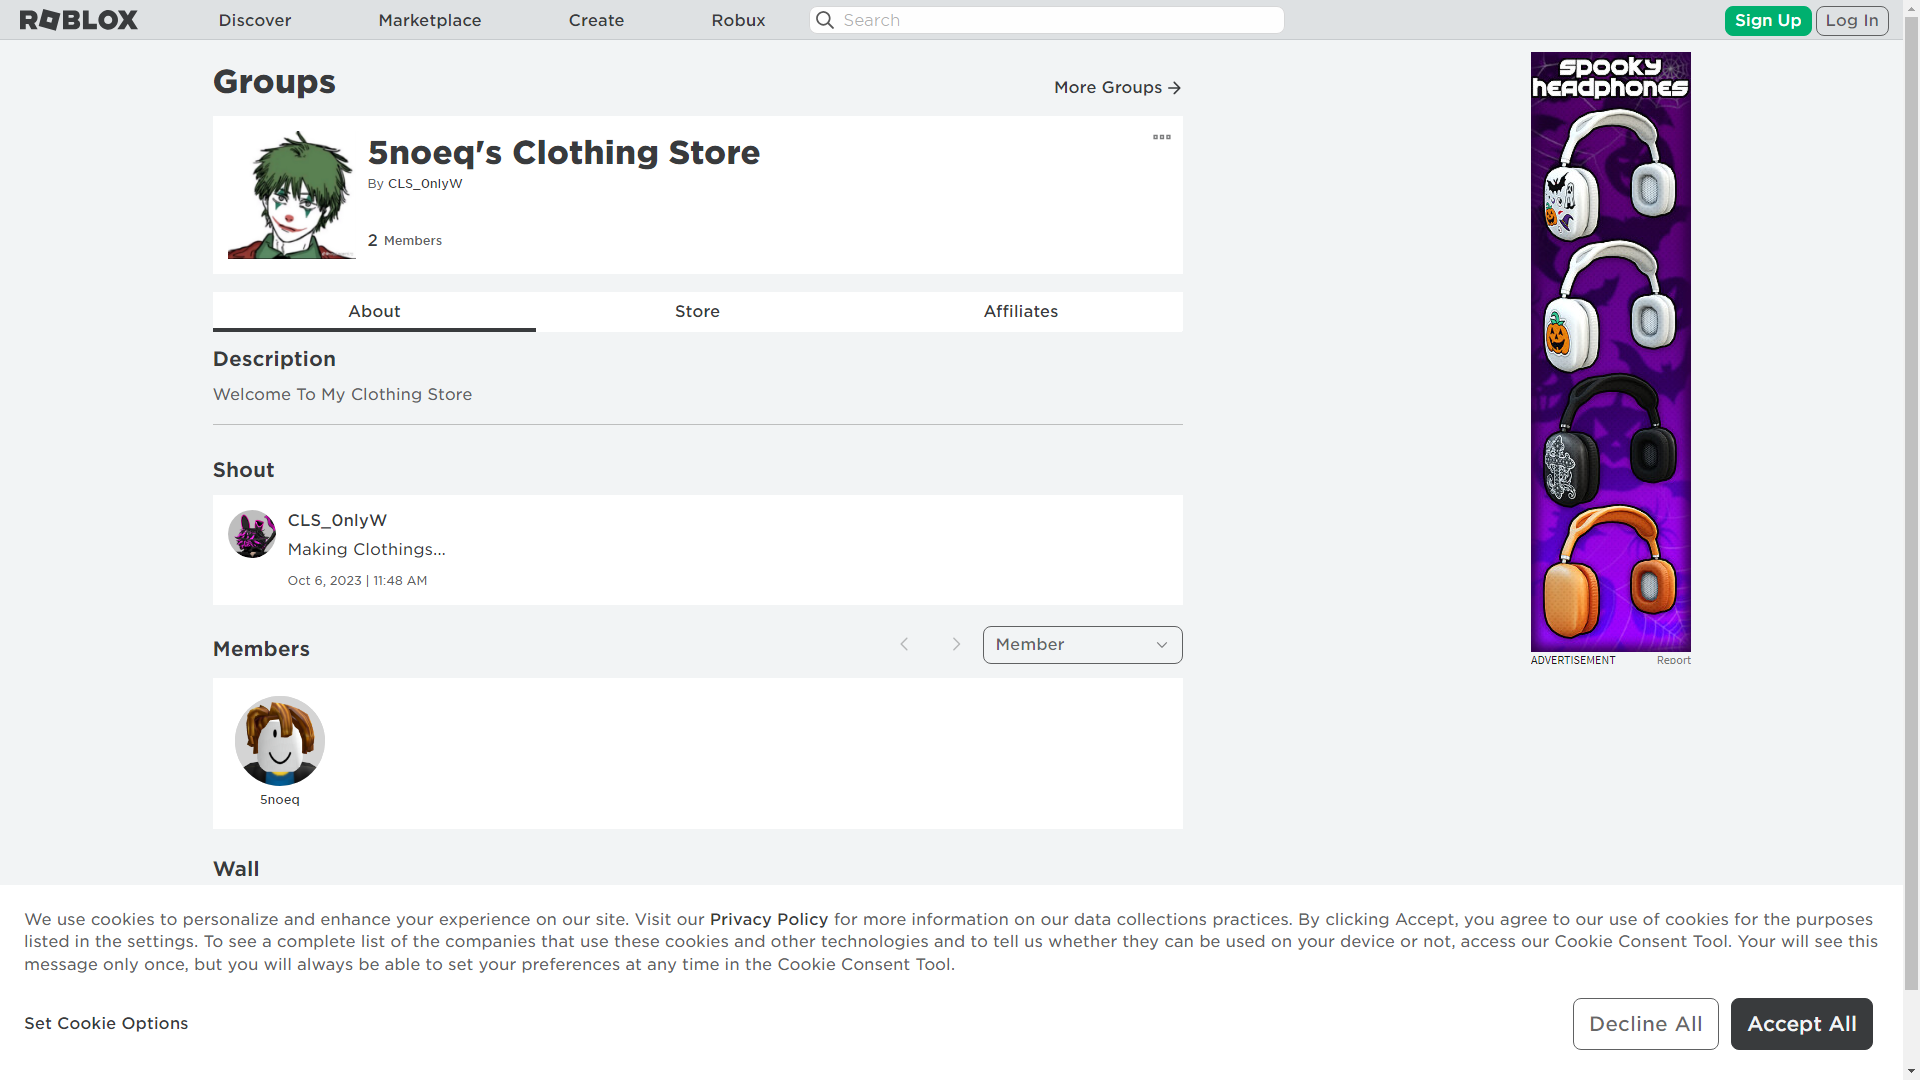 ROBLOX
Discover
Marketplace
Create
Robux
Search
Sign Up
Log In
Groups
More Groups
5noeq's Clothing Store
By CLS_0nlyW
2 Members
About
Store
Affiliates
Description
Welcome To My Clothing Store
Shout
CLS_0nlyW
Making Clothings...
Oct 6, 2023 | 11:48 AM
Members
Member
5noeq
Wall
spooky
headphones
ADVERTISEMENT
Report
We use cookies to personalize and enhance your experience on our site. Visit our Privacy Policy for more information on our data collections practices. By clicking Accept, you agree to our use of cookies for the purposes
listed in the settings. To see a complete list of the companies that use these cookies and other technologies and to tell us whether they can be used on your device or not, access our Cookie Consent Tool. Your will see this
message only once, but you will always be able to set your preferences at any time in the Cookie Consent Tool.
Set Cookie Options
Decline All
Accept All